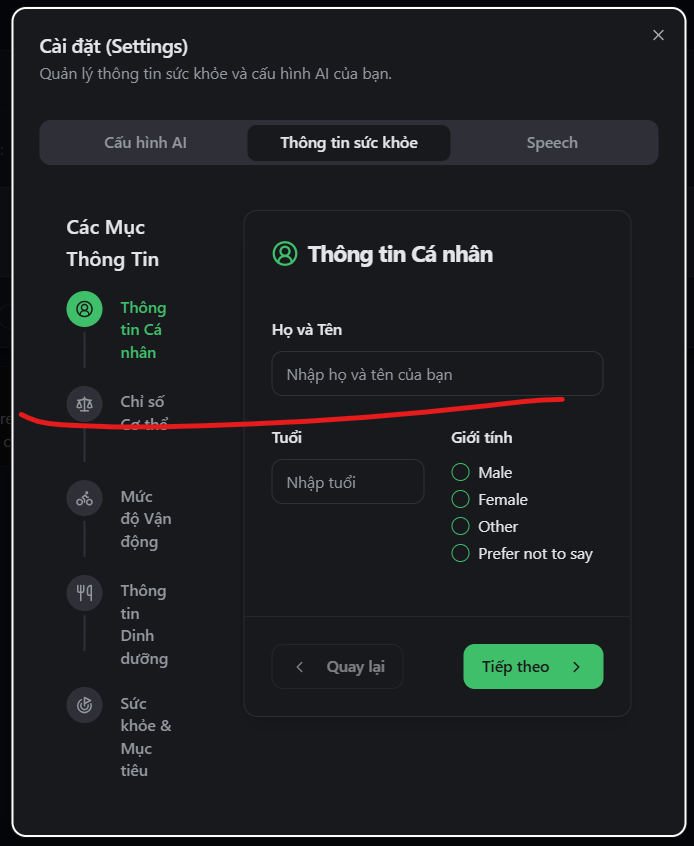 Cài đặt (Settings)
Quản lý thông tin sức khỏe và cấu hình AI của bạn.
Cấu hình AI
Thông tin sức khỏe
Speech
Các Mục
Thông Tin
Thông
tin Cá
nhân
Chỉ số
Cơ thể
Mức
độ Vận
động
Thông
tin
Dinh
dưỡng
Sức
khỏe &
Mục
tiêu
Thông tin Cá nhân
Họ và Tên
Nhập họ và tên của bạn
Tuổi
Nhập tuổi
Giới tính
Male
Female
Other
Prefer not to say
Quay lại
Tiếp theo